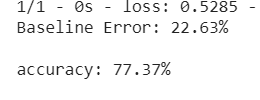 1/1 - 0s - loss: 0.5285 -
Baseline Error: 22.63%
accuracy: 77.37%